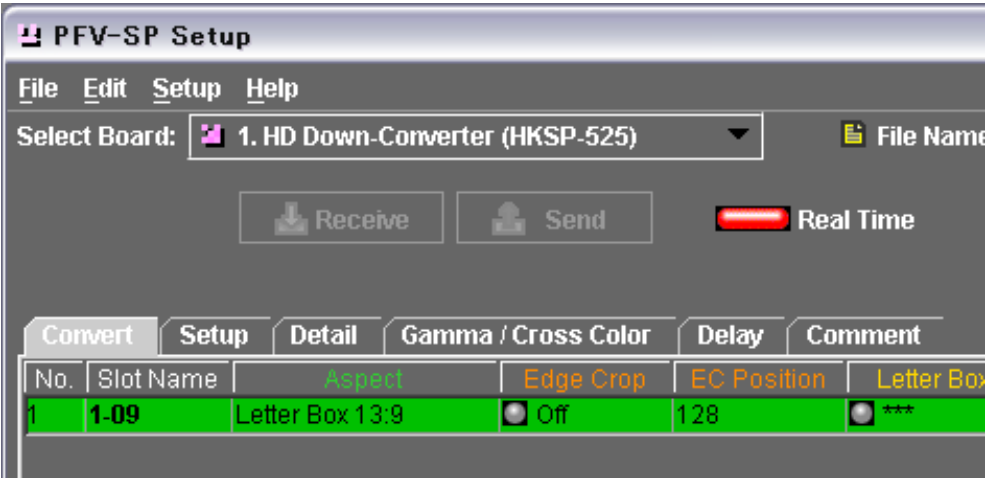 PFV-SP Setup
File Edit Setup Help
Select Board: 1. HD Down-Converter (HKSP-525) File Name
Receive Send Real Time
Convert Setup Detail Gamma / Cross Color Delay Comment
No. Slot Name Aspect Edge Crop EC Position Letter Box
1 1-09 Letter Box 13:9 Off 128 ***